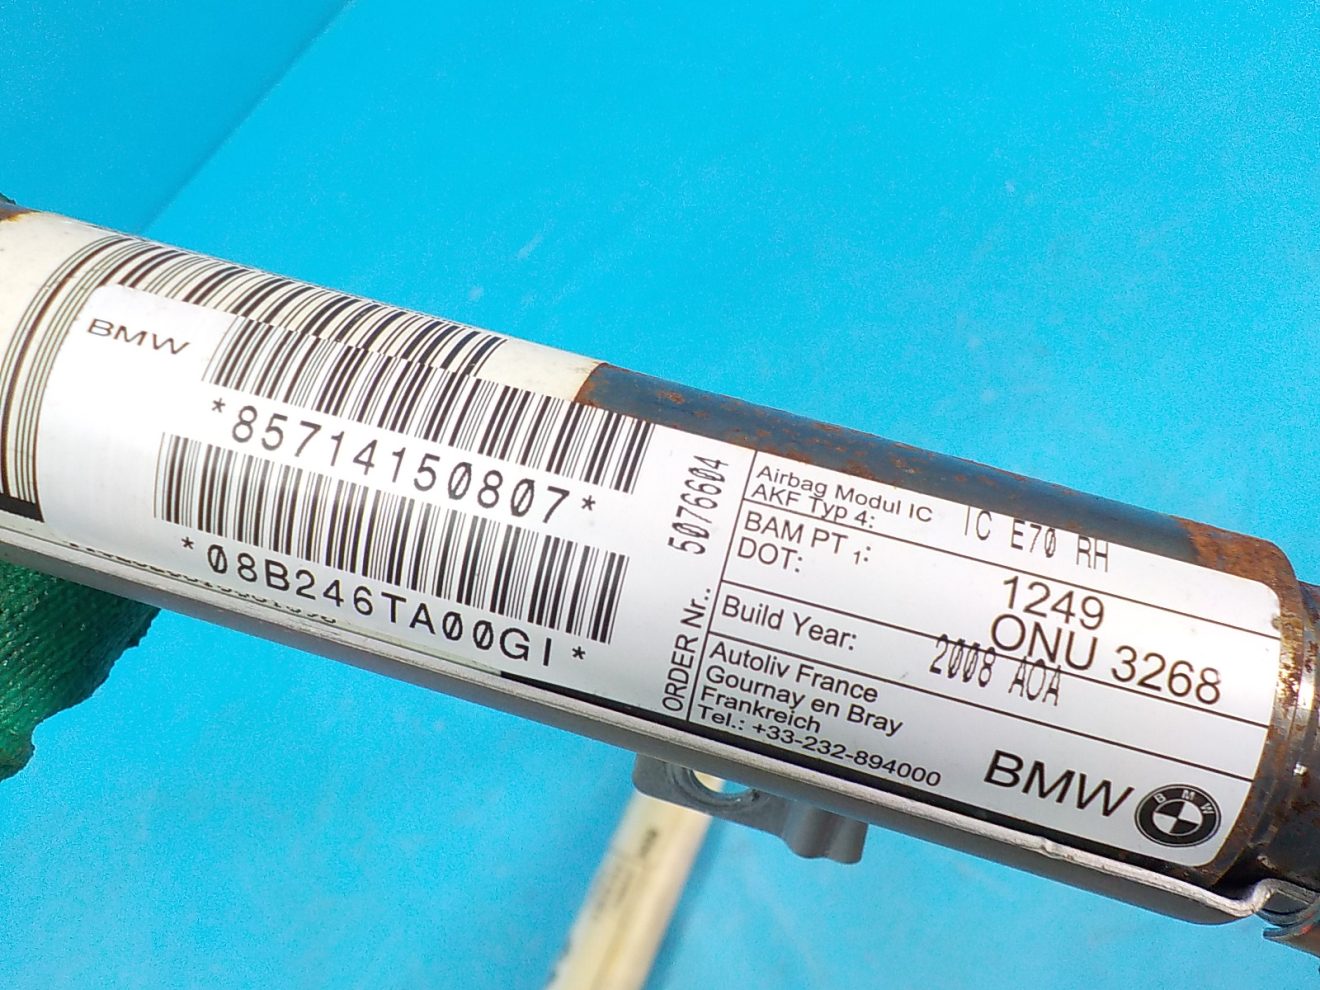 BMW
*85714150807*
*08B246TA00GI*
ORDER Nr.: 5076604
Airbag Modul IC
AKF Typ 4: IC E70 RH
BAM PT 1: 1249
DOT: ONU 3268
Build Year: 2008 AOA
Autoliv France
Gournay en Bray
Frankreich
Tel.: +33-232-894000
BMW
BMW